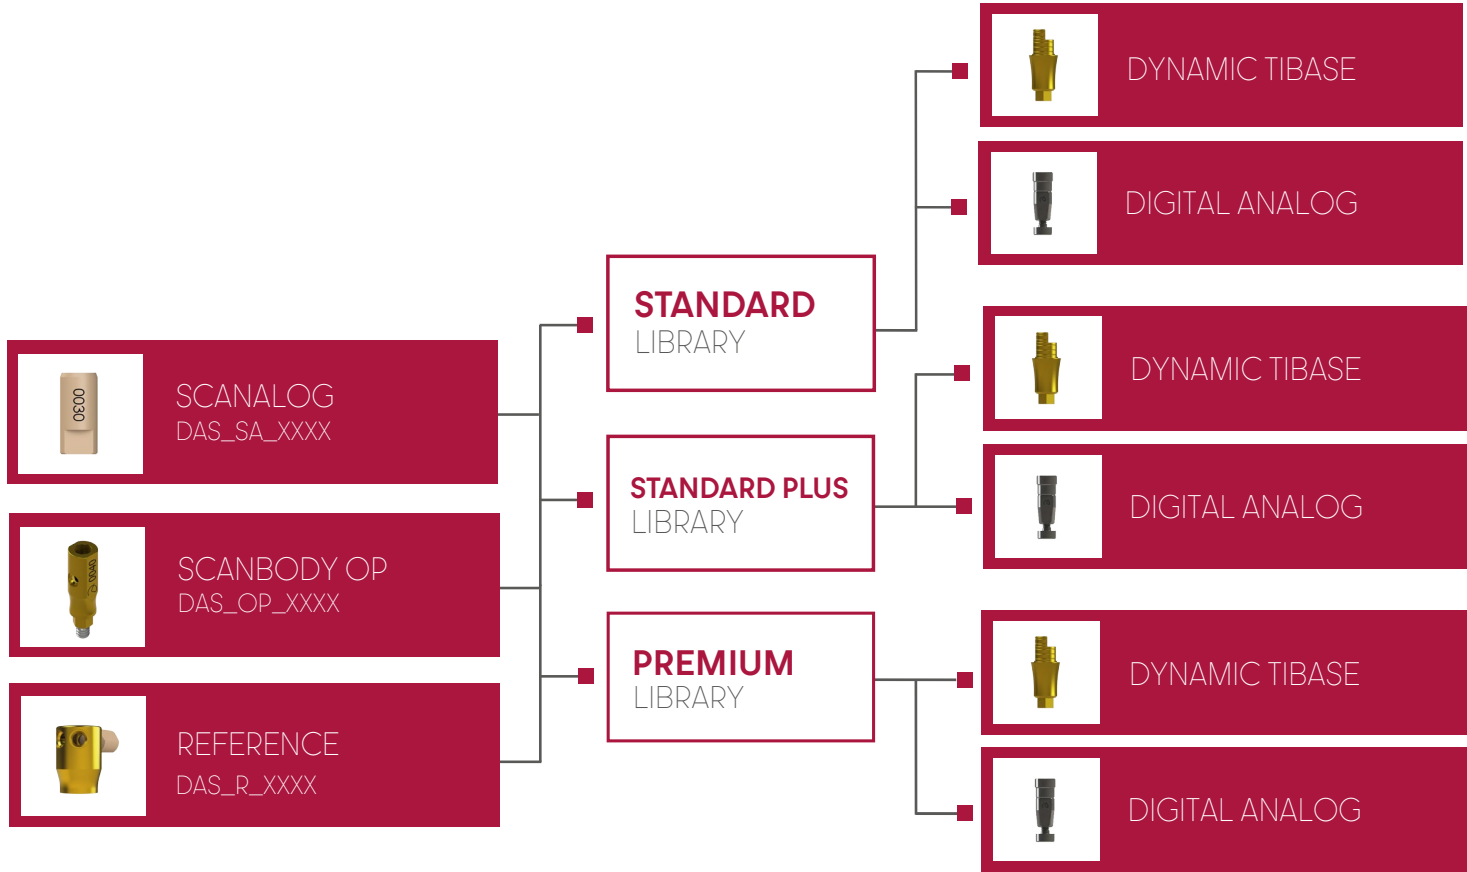 0030
SCANALOG
DAS_SA_XXXX
0040
SCANBODY OP
DAS_OP_XXXX
REFERENCE
DAS_R_XXXX
STANDARD
LIBRARY
STANDARD PLUS
LIBRARY
PREMIUM
LIBRARY
DYNAMIC TIBASE
DIGITAL ANALOG
DYNAMIC TIBASE
DIGITAL ANALOG
DYNAMIC TIBASE
DIGITAL ANALOG